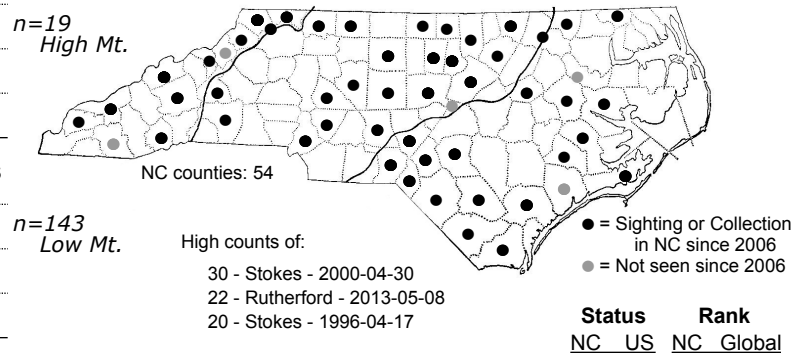 n=19
High Mt.
NC counties: 54
n=143
Low Mt.
High counts of:
30 - Stokes - 2000-04-30
22 - Rutherford - 2013-05-08
20 - Stokes - 1996-04-17
= Sighting or Collection
in NC since 2006
= Not seen since 2006
Status Rank
NC US NC Global